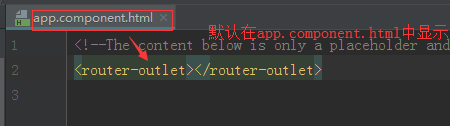 app.component.html
默认在app.component.html中显示
1 <!--The content below is only a placeholder and
2 <router-outlet></router-outlet>
3